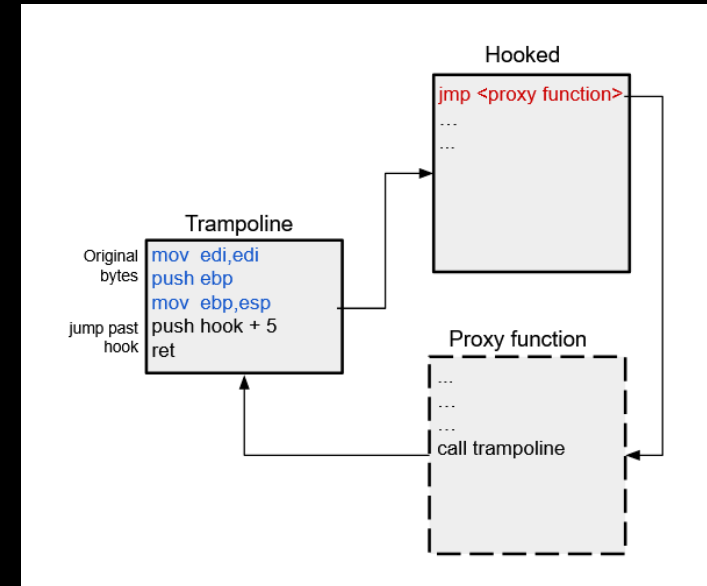 Hooked
jmp <proxy function>
...
...
Trampoline
Original
bytes
mov edi,edi
push ebp
mov ebp,esp
jump past
hook
push hook + 5
ret
Proxy function
...
...
...
call trampoline